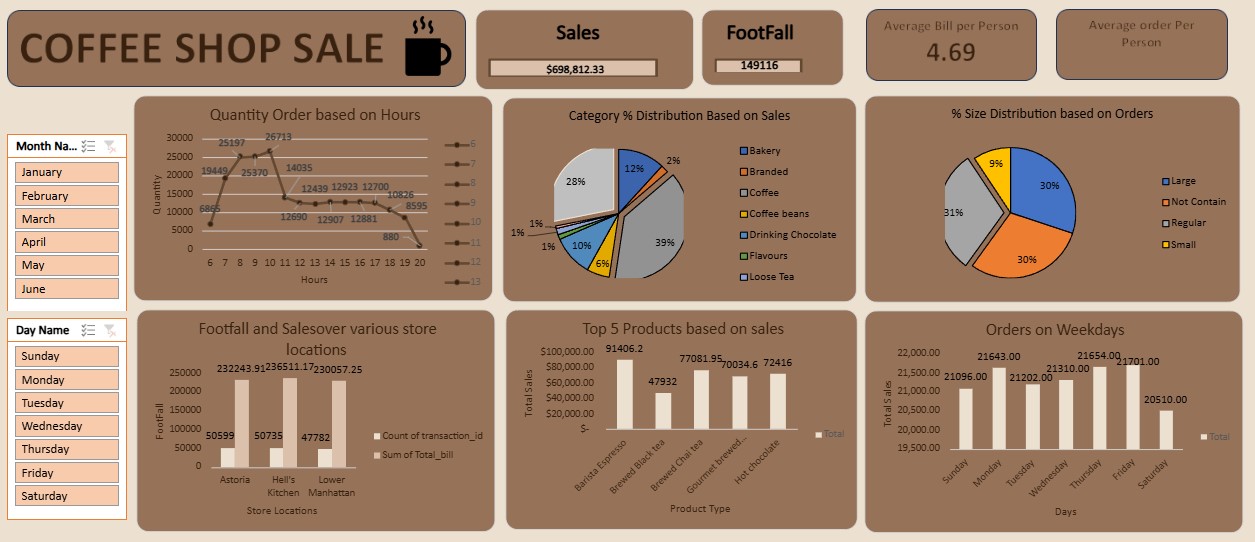 COFFEE SHOP SALE
Sales
$698,812.33
FootFall
149116
Average Bill per Person
4.69
Average order Per
Person
Month Na...
January
February
March
April
May
June
Day Name
Sunday
Monday
Tuesday
Wednesday
Thursday
Friday
Saturday
Quantity Order based on Hours
Quantity
30000
25000
20000
15000
10000
5000
0
6865
19449
25197
25370
26713
14035
12690
12439
12907
12923
12881
12700
10826
8595
880
6 7 8 9 10 11 12 13 14 15 16 17 18 19 20
Hours
6
7
8
9
10
11
12
13
Category % Distribution Based on Sales
12%
2%
39%
6%
10%
1%
1%
1%
28%
Bakery
Branded
Coffee
Coffee beans
Drinking Chocolate
Flavours
Loose Tea
% Size Distribution based on Orders
30%
30%
31%
9%
Large
Not Contain
Regular
Small
Footfall and Salesover various store
locations
FootFall
250000
200000
150000
100000
50000
0
232243.91
236511.17
230057.25
50599
50735
47782
Astoria
Hell's
Kitchen
Lower
Manhattan
Store Locations
Count of transaction_id
Sum of Total_bill
Top 5 Products based on sales
Total Sales
$100,000.00
$80,000.00
$60,000.00
$40,000.00
$20,000.00
$-
91406.2
47932
77081.95
70034.6
72416
Barista Espresso
Brewed Black tea
Brewed Chai tea
Gourmet brewed...
Hot chocolate
Product Type
Total
Orders on Weekdays
Total Sales
22,000.00
21,500.00
21,000.00
20,500.00
20,000.00
19,500.00
21096.00
21643.00
21202.00
21310.00
21654.00
21701.00
20510.00
Sunday
Monday
Tuesday
Wednesday
Thursday
Friday
Saturday
Days
Total